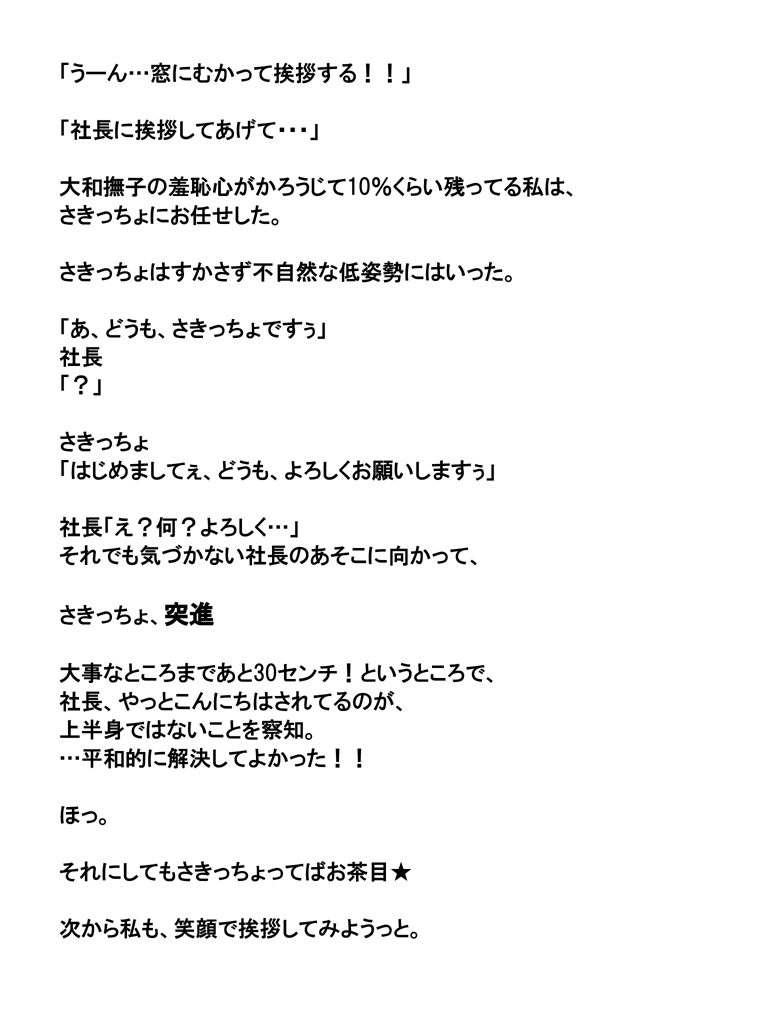 「うーん…窓にむかって挨拶する！！」
「社長に挨拶してあげて・・・」
大和撫子の羞恥心がかろうじて10%くらい残ってる私は、
さきっちょにお任せした。
さきっちょはすかさず不自然な低姿勢にはいった。
「あ、どうも、さきっちょですぅ」
社長
「？」
さきっちょ
「はじめましてぇ、どうも、よろしくお願いしますぅ」
社長「え？何？よろしく…」
それでも気づかない社長のあそこに向かって、
さきっちょ、突進
大事なところまであと30センチ！というところで、
社長、やっとこんにちはされてるのが、
上半身ではないことを察知。
…平和的に解決してよかった！！
ほっ。
それにしてもさきっちょってばお茶目★
次から私も、笑顔で挨拶してみようっと。